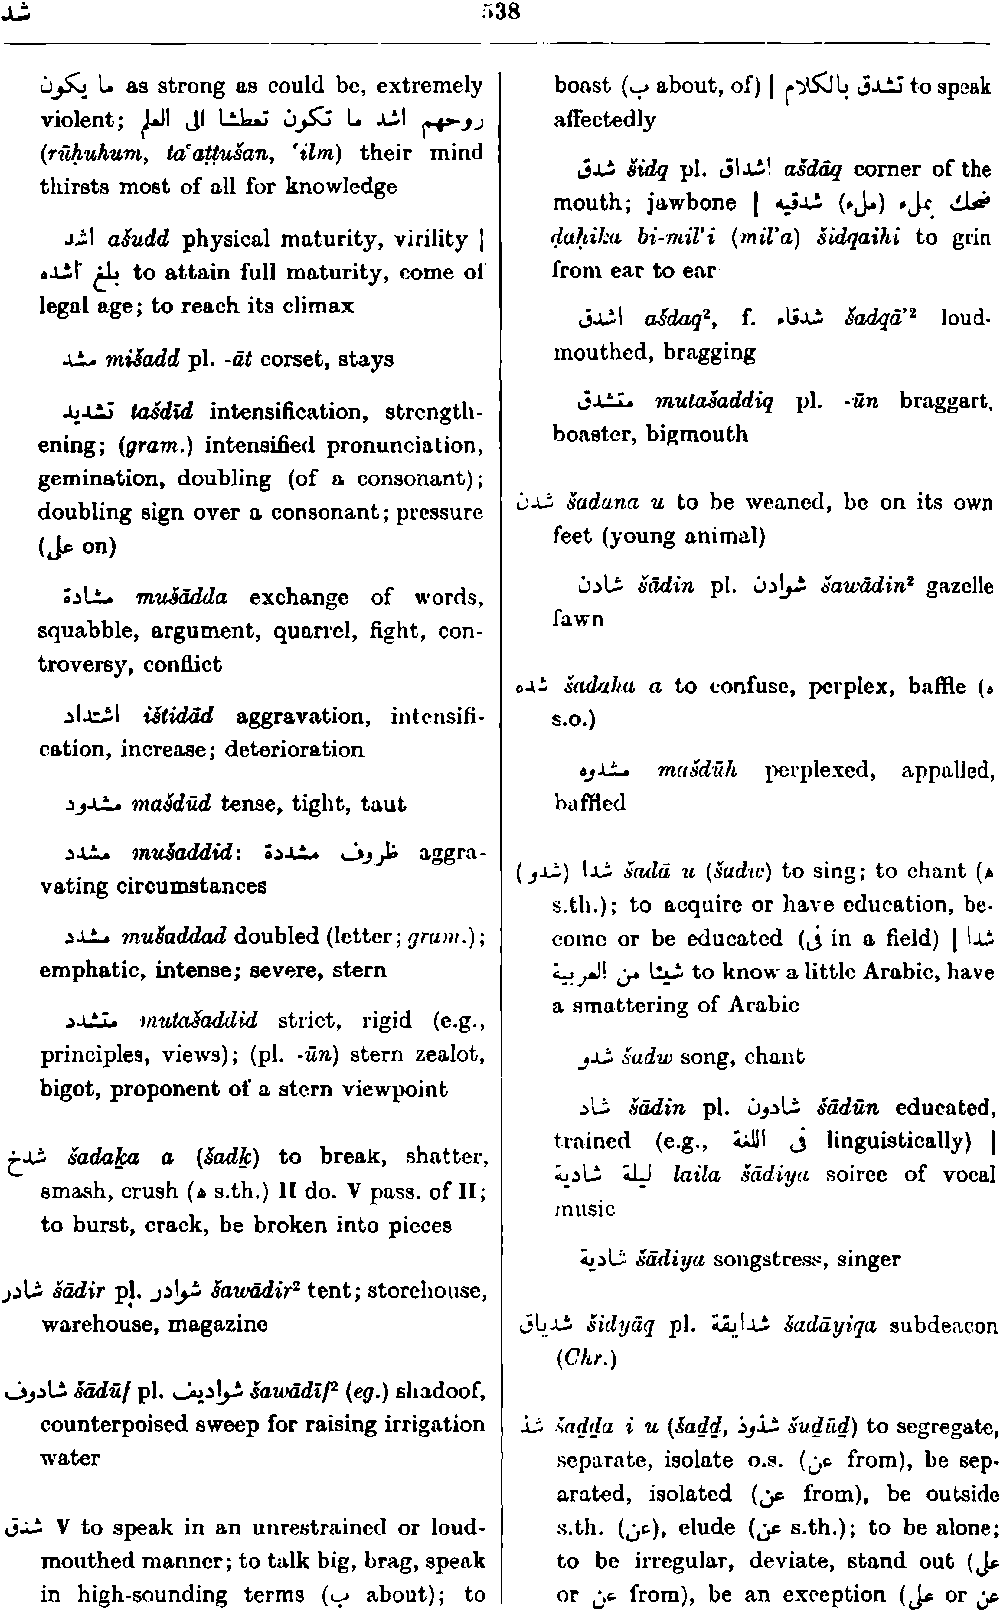 شد 538
ما يكون as strong as could be, extremely
violent; روحهم اشد ما تكون تعطشا الى العلم
(rūḥuhum, taʿaṭṭušan, ʿilm) their mind
thirsts most of all for knowledge
اشد ašudd physical maturity, virility |
بلغ أشده to attain full maturity, come of
legal age; to reach its climax
مشد mišadd pl. -āt corset, stays
تشديد tašdīd intensification, strength-
ening; (gram.) intensified pronunciation,
gemination, doubling (of a consonant);
doubling sign over a consonant; pressure
(على on)
مشادة mušādda exchange of words,
squabble, argument, quarrel, fight, con-
troversy, conflict
اشتداد ištidād aggravation, intensifi-
cation, increase; deterioration
مشدود mašdūd tense, tight, taut
مشدد mušaddid: ظروف مشددة aggra-
vating circumstances
مشدد mušaddad doubled (letter; gram.);
emphatic, intense; severe, stern
متشدد mutašaddid strict, rigid (e.g.,
principles, views); (pl. -ūn) stern zealot,
bigot, proponent of a stern viewpoint
شدخ šadaḵa a (šadḵ) to break, shatter,
smash, crush (ه s.th.) II do. V pass. of II;
to burst, crack, be broken into pieces
شادر šādir pl. شوادر šawādir² tent; storehouse,
warehouse, magazine
شادوف šādūf pl. شواديف šawādīf² (eg.) shadoof,
counterpoised sweep for raising irrigation
water
شدق V to speak in an unrestrained or loud-
mouthed manner; to talk big, brag, speak
in high-sounding terms (ب about); to
boast (ب about, of) | تشدق بالكلام to speak
affectedly
شدق šidq pl. اشداق ašdāq corner of the
mouth; jawbone | ضحك بملء (ملء) شدقيه
ḍaḥika bi-mil'i (mil'a) šidqaihi to grin
from ear to ear
اشدق ašdaq², f. شدقاء šadqā'² loud-
mouthed, bragging
متشدق mutašaddiq pl. -ūn braggart,
boaster, bigmouth
شدن šadana u to be weaned, be on its own
feet (young animal)
شادن šādin pl. شوادن šawādin² gazelle
fawn
شده šadaha a to confuse, perplex, baffle (ه
s.o.)
مشدوه mašdūh perplexed, appalled,
baffled
(شدو) شدا šadā u (šadw) to sing; to chant (ه
s.th.); to acquire or have education, be-
come or be educated (فى in a field) | شدا
شيئا من العربية to know a little Arabic, have
a smattering of Arabic
شدو šadw song, chant
شاد šādin pl. شادون šādūn educated,
trained (e.g., فى اللغة linguistically) |
ليلة شادية laila šādiya soiree of vocal
music
شادية šādiya songstress, singer
شدياق šidyāq pl. شدايقة šadāyiqa subdeacon
(Chr.)
شذ šaḏḏa i u (šaḏḏ, شذوذ šuḏūḏ) to segregate,
separate, isolate o.s. (عن from), be sep-
arated, isolated (عن from), be outside
s.th. (عن), elude (عن s.th.); to be alone;
to be irregular, deviate, stand out (على
or عن from), be an exception (على or عن